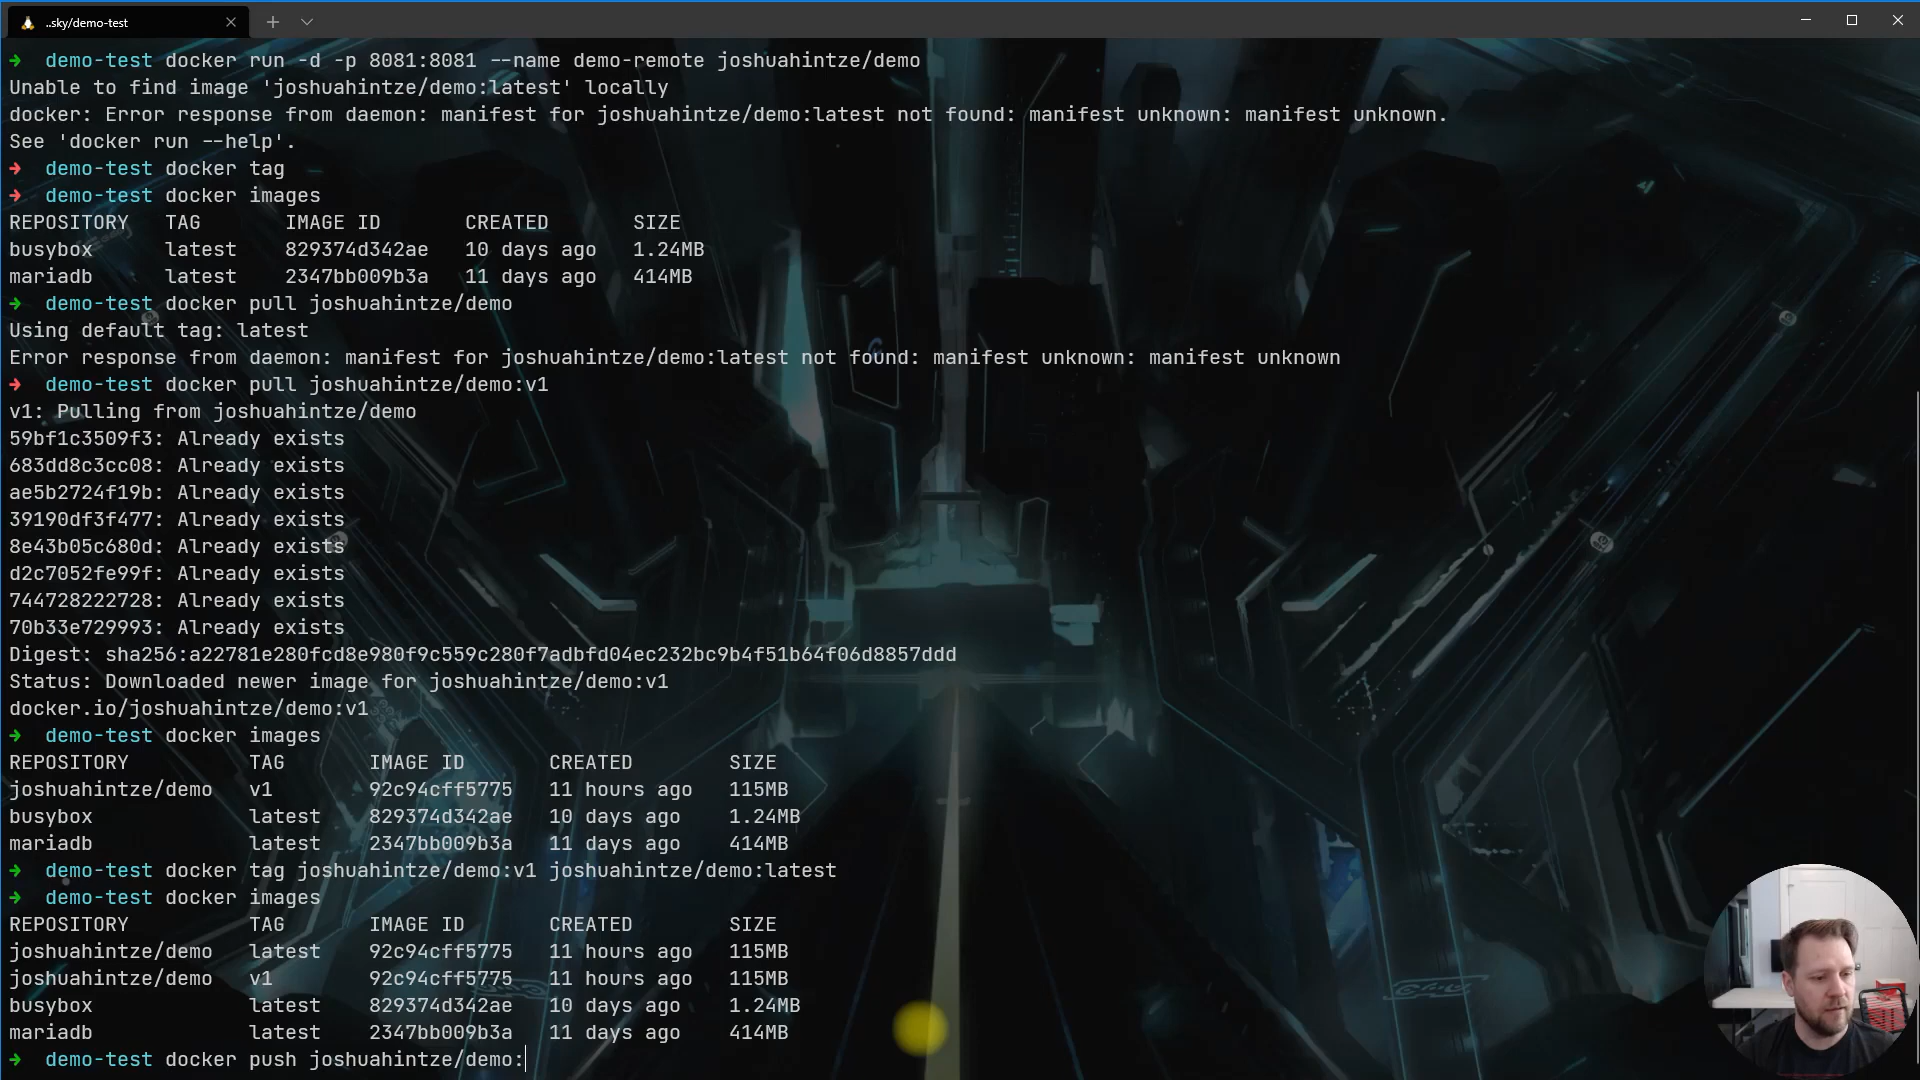 ..sky/demo-test
➜ demo-test docker run -d -p 8081:8081 --name demo-remote joshuahintze/demo
Unable to find image 'joshuahintze/demo:latest' locally
docker: Error response from daemon: manifest for joshuahintze/demo:latest not found: manifest unknown: manifest unknown.
See 'docker run --help'.
➜ demo-test docker tag
➜ demo-test docker images
REPOSITORY TAG IMAGE ID CREATED SIZE
busybox latest 829374d342ae 10 days ago 1.24MB
mariadb latest 2347bb009b3a 11 days ago 414MB
➜ demo-test docker pull joshuahintze/demo
Using default tag: latest
Error response from daemon: manifest for joshuahintze/demo:latest not found: manifest unknown: manifest unknown
➜ demo-test docker pull joshuahintze/demo:v1
v1: Pulling from joshuahintze/demo
59bf1c3509f3: Already exists
683dd8c3cc08: Already exists
ae5b2724f19b: Already exists
39190df3f477: Already exists
8e43b05c680d: Already exists
d2c7052fe99f: Already exists
744728222728: Already exists
70b33e729993: Already exists
Digest: sha256:a22781e280fcd8e980f9c559c280f7adbfd04ec232bc9b4f51b64f06d8857ddd
Status: Downloaded newer image for joshuahintze/demo:v1
docker.io/joshuahintze/demo:v1
➜ demo-test docker images
REPOSITORY TAG IMAGE ID CREATED SIZE
joshuahintze/demo v1 92c94cff5775 11 hours ago 115MB
busybox latest 829374d342ae 10 days ago 1.24MB
mariadb latest 2347bb009b3a 11 days ago 414MB
➜ demo-test docker tag joshuahintze/demo:v1 joshuahintze/demo:latest
➜ demo-test docker images
REPOSITORY TAG IMAGE ID CREATED SIZE
joshuahintze/demo latest 92c94cff5775 11 hours ago 115MB
joshuahintze/demo v1 92c94cff5775 11 hours ago 115MB
busybox latest 829374d342ae 10 days ago 1.24MB
mariadb latest 2347bb009b3a 11 days ago 414MB
➜ demo-test docker push joshuahintze/demo: